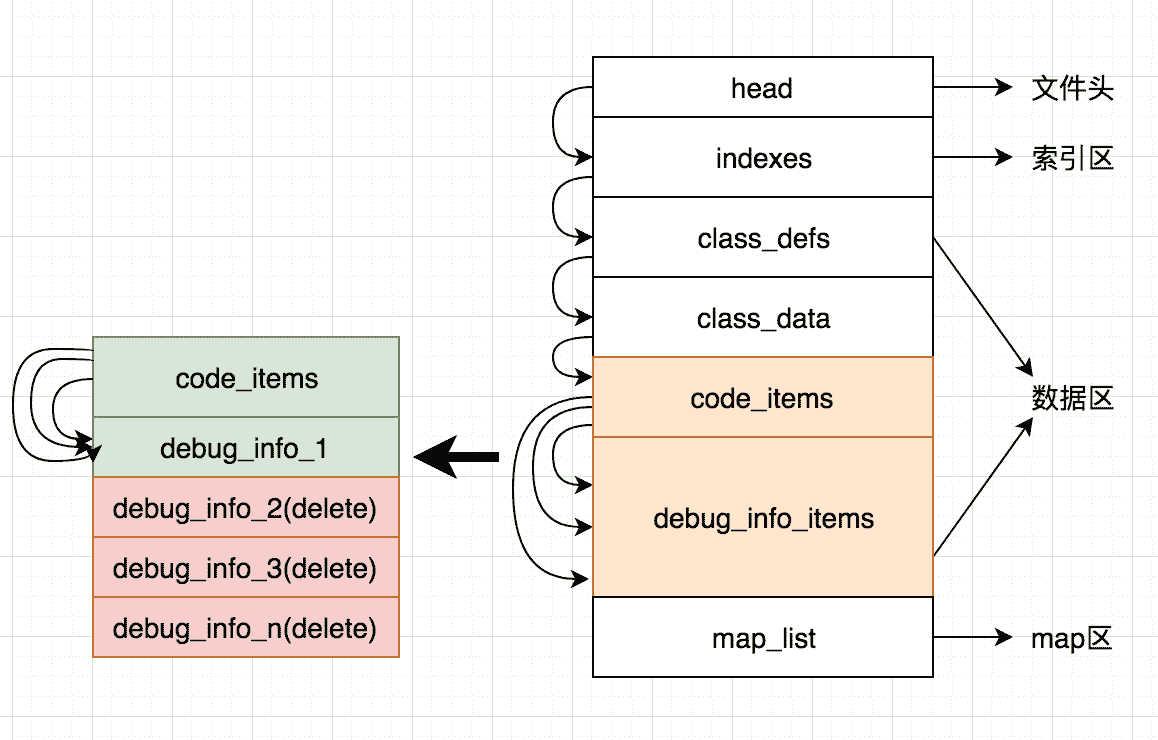 head
文件头
indexes
索引区
class_defs
class_data
code_items
数据区
debug_info_items
map_list
map区
code_items
debug_info_1
debug_info_2(delete)
debug_info_3(delete)
debug_info_n(delete)